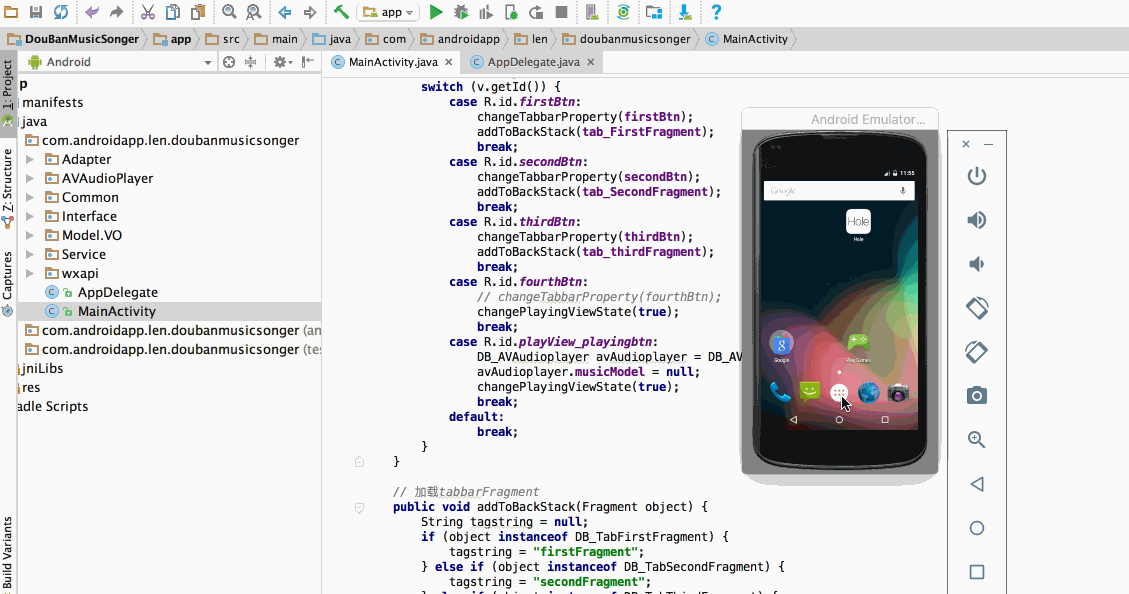 app
DouBanMusicSonger
app
src
main
java
com
androidapp
len
doubanmusicsonger
MainActivity
Android
MainActivity.java
AppDelegate.java
1: Project
Z: Structure
Captures
Build Variants
p
manifests
java
com.androidapp.len.doubanmusicsonger
Adapter
AVAudioPlayer
Common
Interface
Model.VO
Service
wxapi
AppDelegate
MainActivity
com.androidapp.len.doubanmusicsonger (an
com.androidapp.len.doubanmusicsonger (tes
jniLibs
res
adle Scripts
switch (v.getId()) {
case R.id.firstBtn:
changeTabbarProperty(firstBtn);
addToBackStack(tab_FirstFragment);
break;
case R.id.secondBtn:
changeTabbarProperty(secondBtn);
addToBackStack(tab_SecondFragment);
break;
case R.id.thirdBtn:
changeTabbarProperty(thirdBtn);
addToBackStack(tab_thirdFragment);
break;
case R.id.fourthBtn:
// changeTabbarProperty(fourthBtn);
changePlayingViewState(true);
break;
case R.id.playView_playingbtn:
DB_AVAudioplayer avAudioplayer = DB_AV
avAudioplayer.musicModel = null;
changePlayingViewState(true);
break;
default:
break;
}
}
// 加载tabbarFragment
public void addToBackStack(Fragment object) {
String tagstring = null;
if (object instanceof DB_TabFirstFragment) {
tagstring = "firstFragment";
} else if (object instanceof DB_TabSecondFragment) {
tagstring = "secondFragment";
Android Emulator...
11:55
Google
Hole
Hole
Google
Play Games